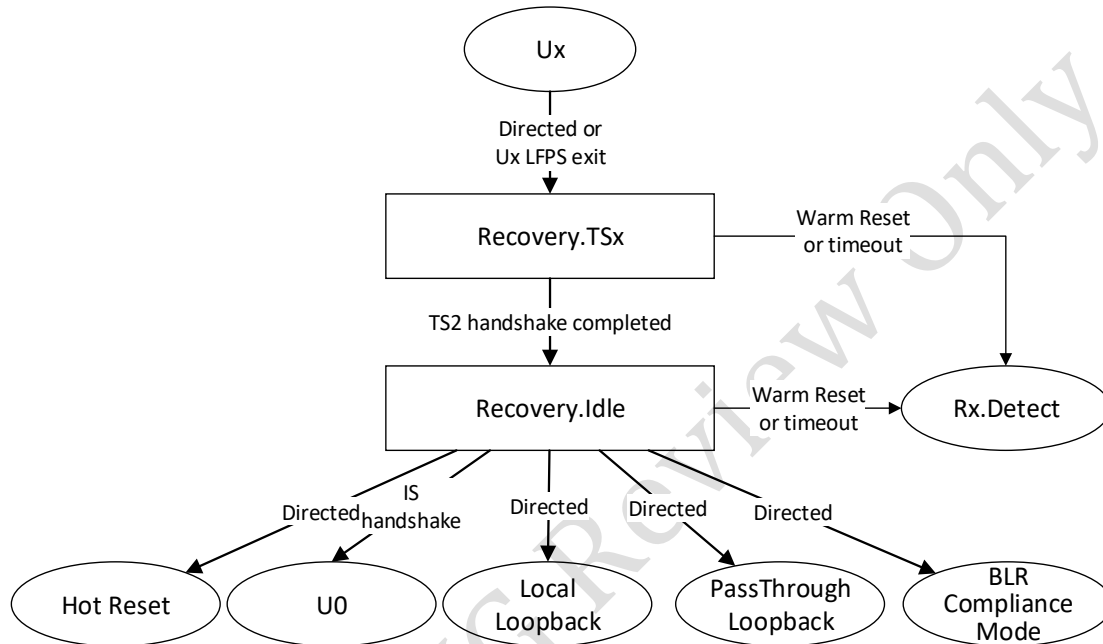 Ux
Directed or
Ux LFPS exit
Recovery.TSx
Warm Reset
or timeout
TS2 handshake completed
Recovery.Idle
Warm Reset
or timeout
Rx.Detect
Directed
IS
handshake
Directed
Directed
Directed
Hot Reset
U0
Local
Loopback
PassThrough
Loopback
BLR
Compliance
Mode
Review Only